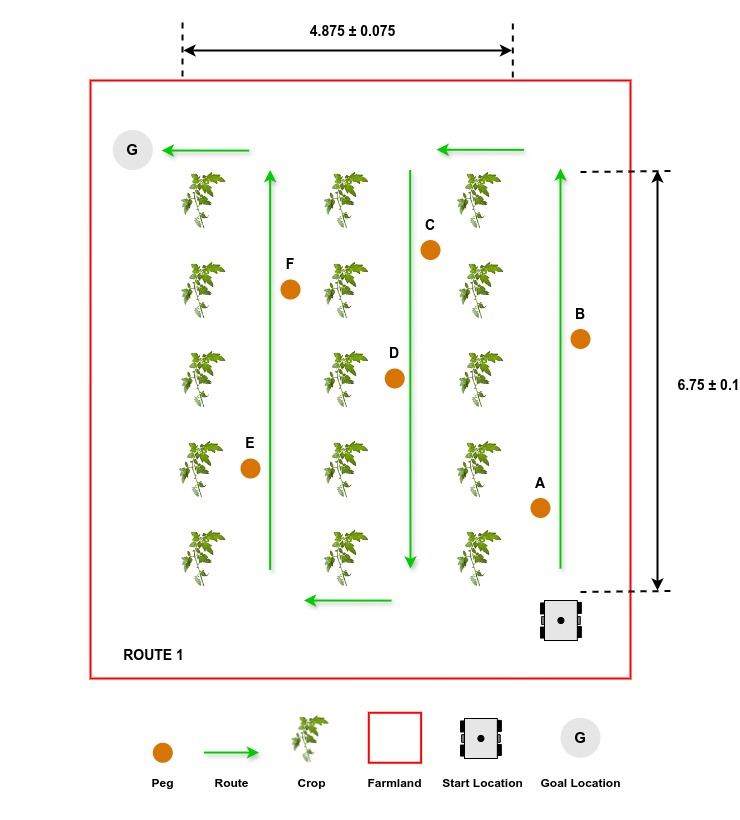 4.875 ± 0.075
G
C
F
B
D
6.75 ± 0.1
E
A
ROUTE 1
G
Peg
Route
Crop
Farmland
Start Location
Goal Location